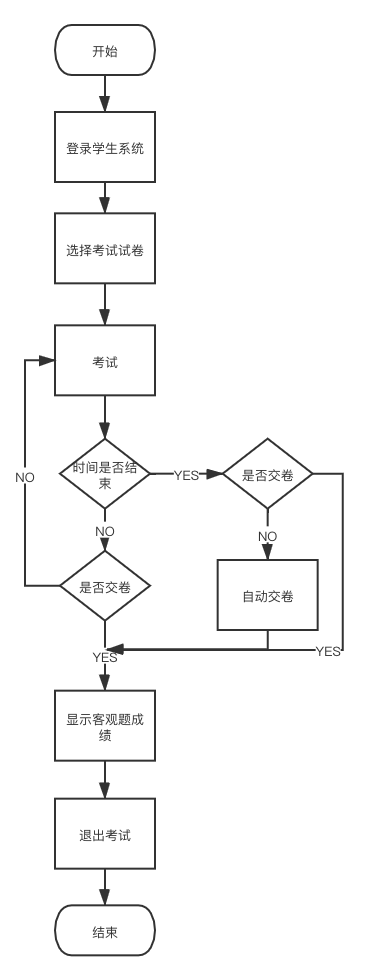 开始
登录学生系统
选择考试试卷
考试
时间是否结
束
YES
是否交卷
NO
NO
NO
是否交卷
自动交卷
YES
YES
显示客观题成
绩
退出考试
结束